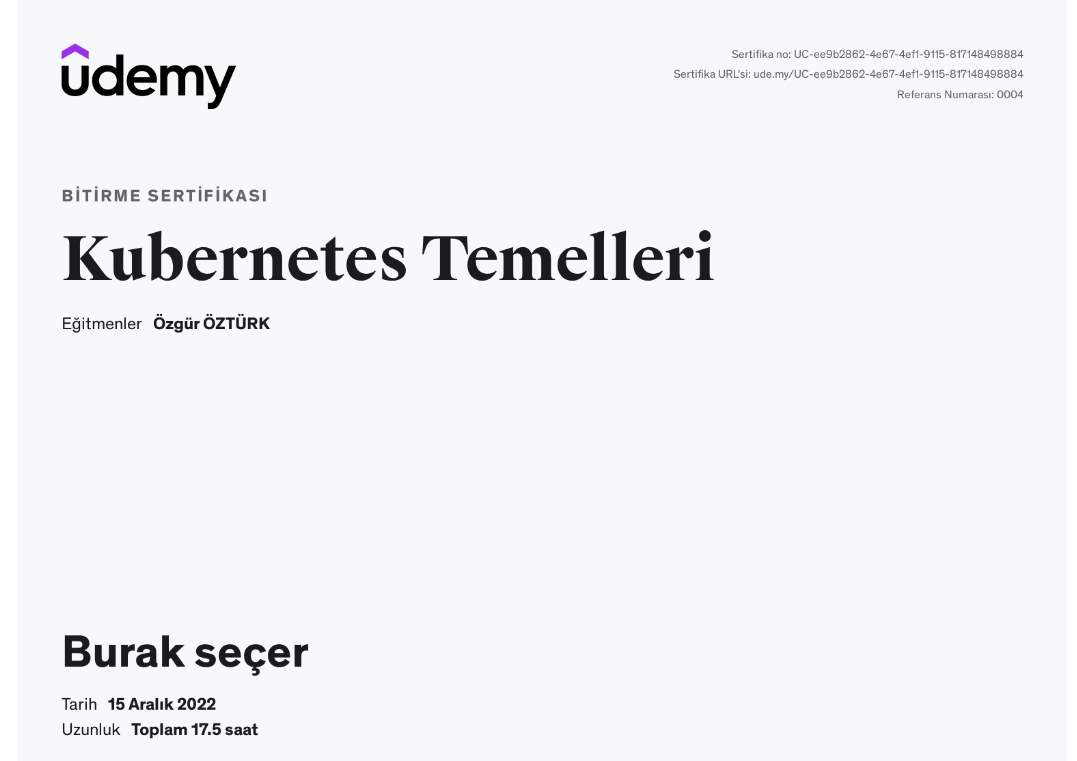 udemy
Sertifika no: UC-ee9b2862-4e67-4ef1-9115-817148498884
Sertifika URL'si: ude.my/UC-ee9b2862-4e67-4ef1-9115-817148498884
Referans Numarası: 0004
BİTİRME SERTİFİKASI
Kubernetes Temelleri
Eğitmenler Özgür ÖZTÜRK
Burak seçer
Tarih 15 Aralık 2022
Uzunluk Toplam 17.5 saat